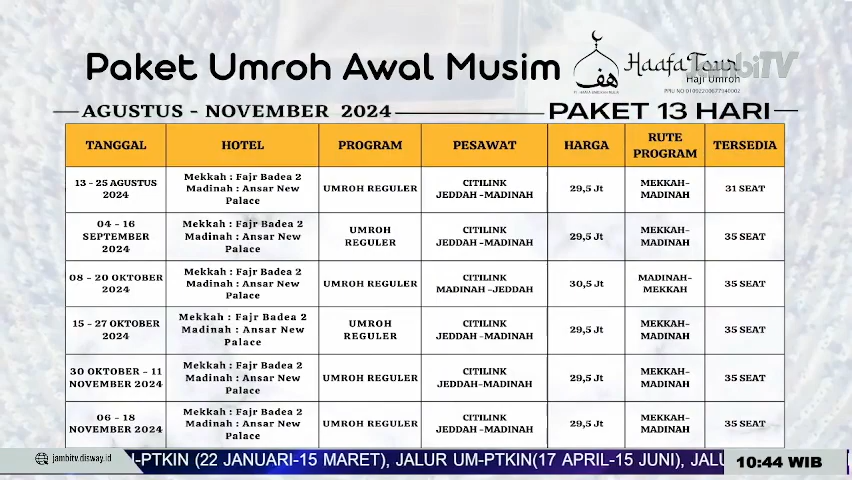 Paket Umroh Awal Musim
هف
Haafa Tour
Haji Umroh
PPIU NO 01092200677940002
JambiTV
AGUSTUS - NOVEMBER 2024
PAKET 13 HARI
TANGGAL HOTEL PROGRAM PESAWAT HARGA RUTE PROGRAM TERSEDIA
13 - 25 AGUSTUS 2024 Mekkah : Fajr Badea 2 Madinah : Ansar New Palace UMROH REGULER CITILINK JEDDAH -MADINAH 29,5 Jt MEKKAH- MADINAH 31 SEAT
04 - 16 SEPTEMBER 2024 Mekkah : Fajr Badea 2 Madinah : Ansar New Palace UMROH REGULER CITILINK JEDDAH -MADINAH 29,5 Jt MEKKAH- MADINAH 35 SEAT
08 - 20 OKTOBER 2024 Mekkah : Fajr Badea 2 Madinah : Ansar New Palace UMROH REGULER CITILINK MADINAH -JEDDAH 30,5 Jt MADINAH- MEKKAH 35 SEAT
15 - 27 OKTOBER 2024 Mekkah : Fajr Badea 2 Madinah : Ansar New Palace UMROH REGULER CITILINK JEDDAH -MADINAH 29,5 Jt MEKKAH- MADINAH 35 SEAT
30 OKTOBER - 11 NOVEMBER 2024 Mekkah : Fajr Badea 2 Madinah : Ansar New Palace UMROH REGULER CITILINK JEDDAH-MADINAH 29,5 Jt MEKKAH- MADINAH 35 SEAT
06 - 18 NOVEMBER 2024 Mekkah : Fajr Badea 2 Madinah : Ansar New Palace UMROH REGULER CITILINK JEDDAH -MADINAH 29,5 Jt MEKKAH- MADINAH 35 SEAT
jambitv.disway.id
-PTKIN (22 JANUARI-15 MARET), JALUR UM-PTKIN(17 APRIL-15 JUNI), JALU
10:44 WIB